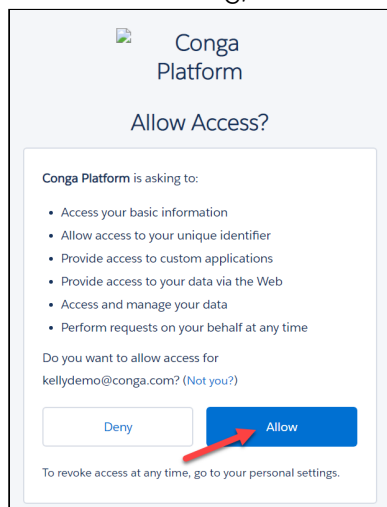 Conga
Platform
Allow Access?
Conga Platform is asking to:
• Access your basic information
• Allow access to your unique identifier
• Provide access to custom applications
• Provide access to your data via the Web
• Access and manage your data
• Perform requests on your behalf at any time
Do you want to allow access for
kellydemo@conga.com? (Not you?)
Deny
Allow
To revoke access at any time, go to your personal settings.